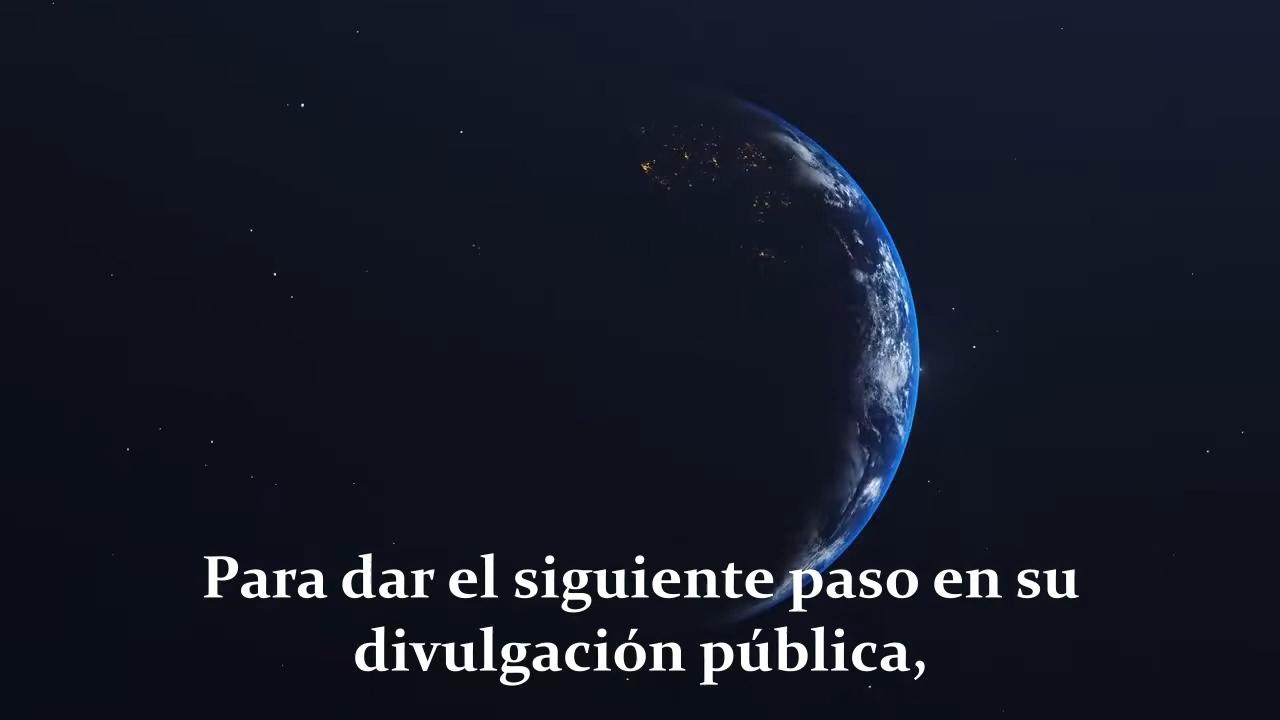 Para dar el siguiente paso en su
divulgación pública,